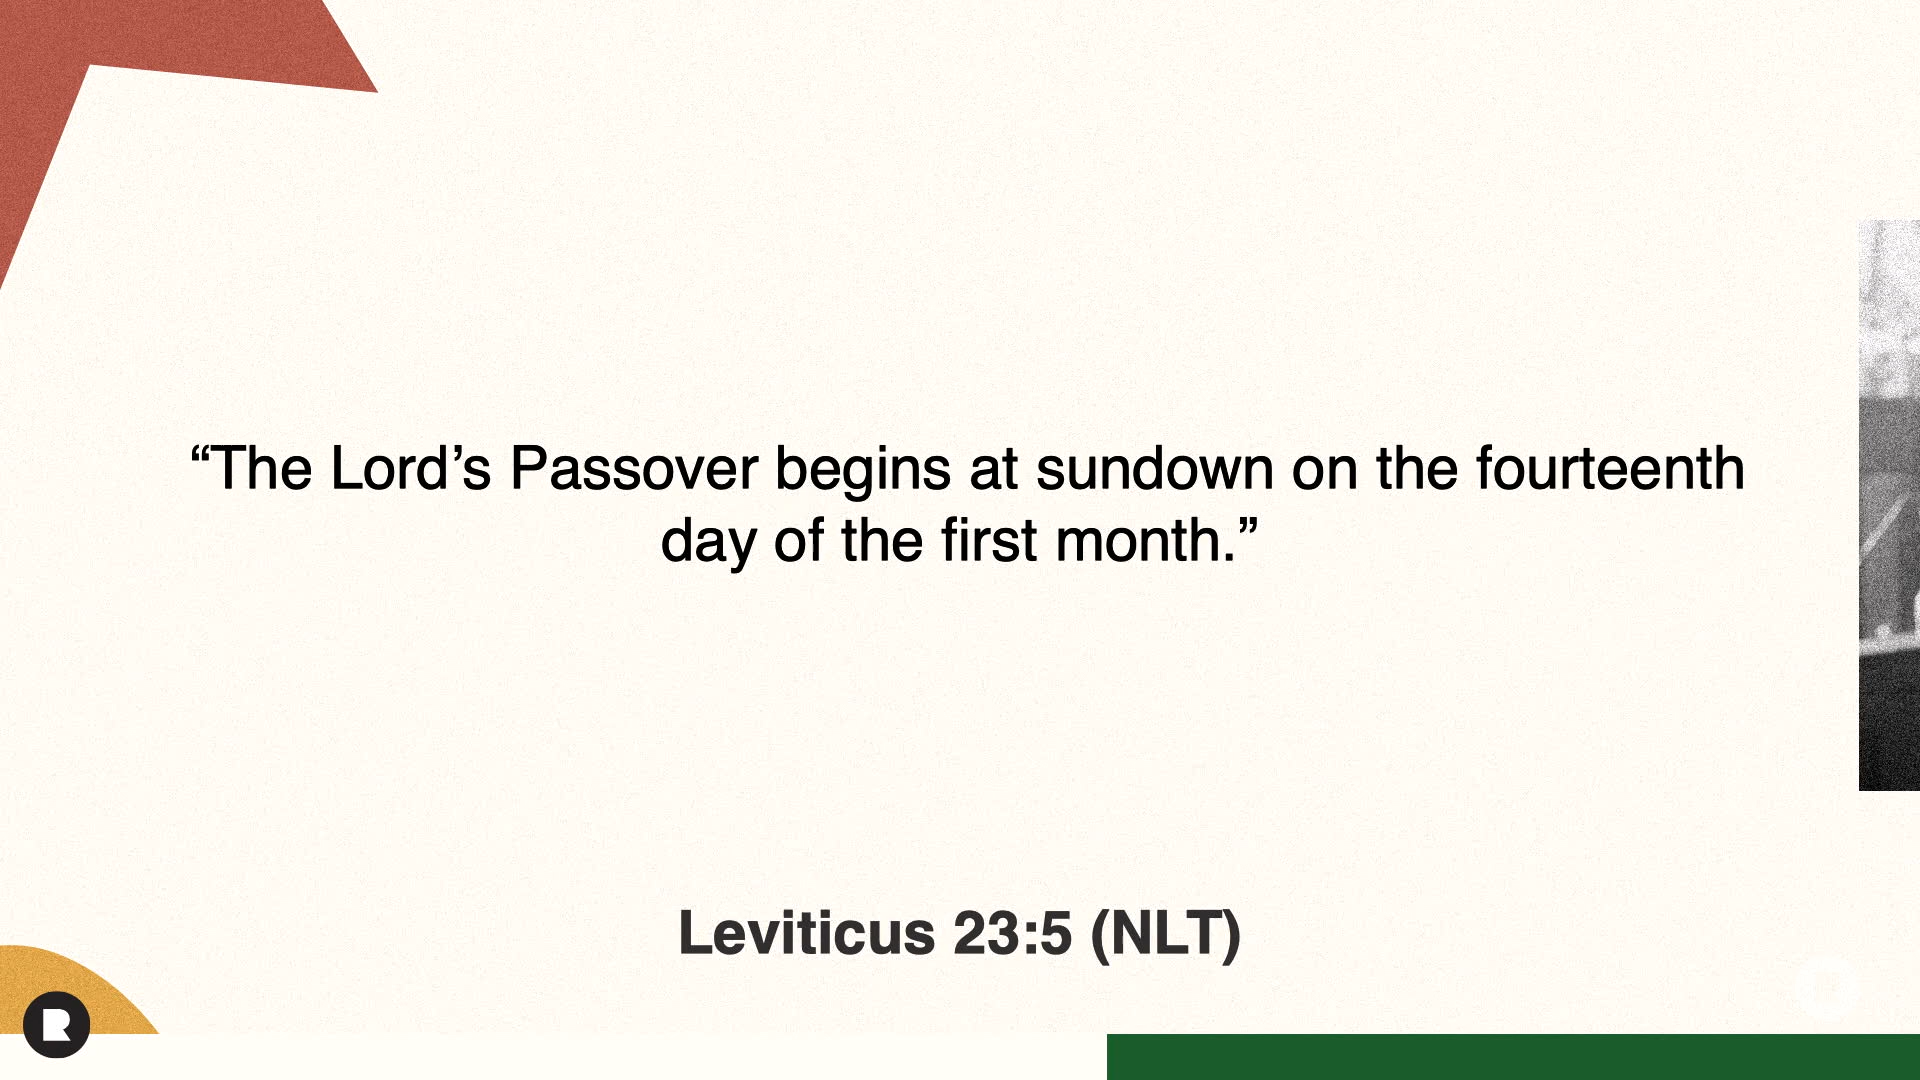 “The Lord’s Passover begins at sundown on the fourteenth
day of the first month.”
Leviticus 23:5 (NLT)
R